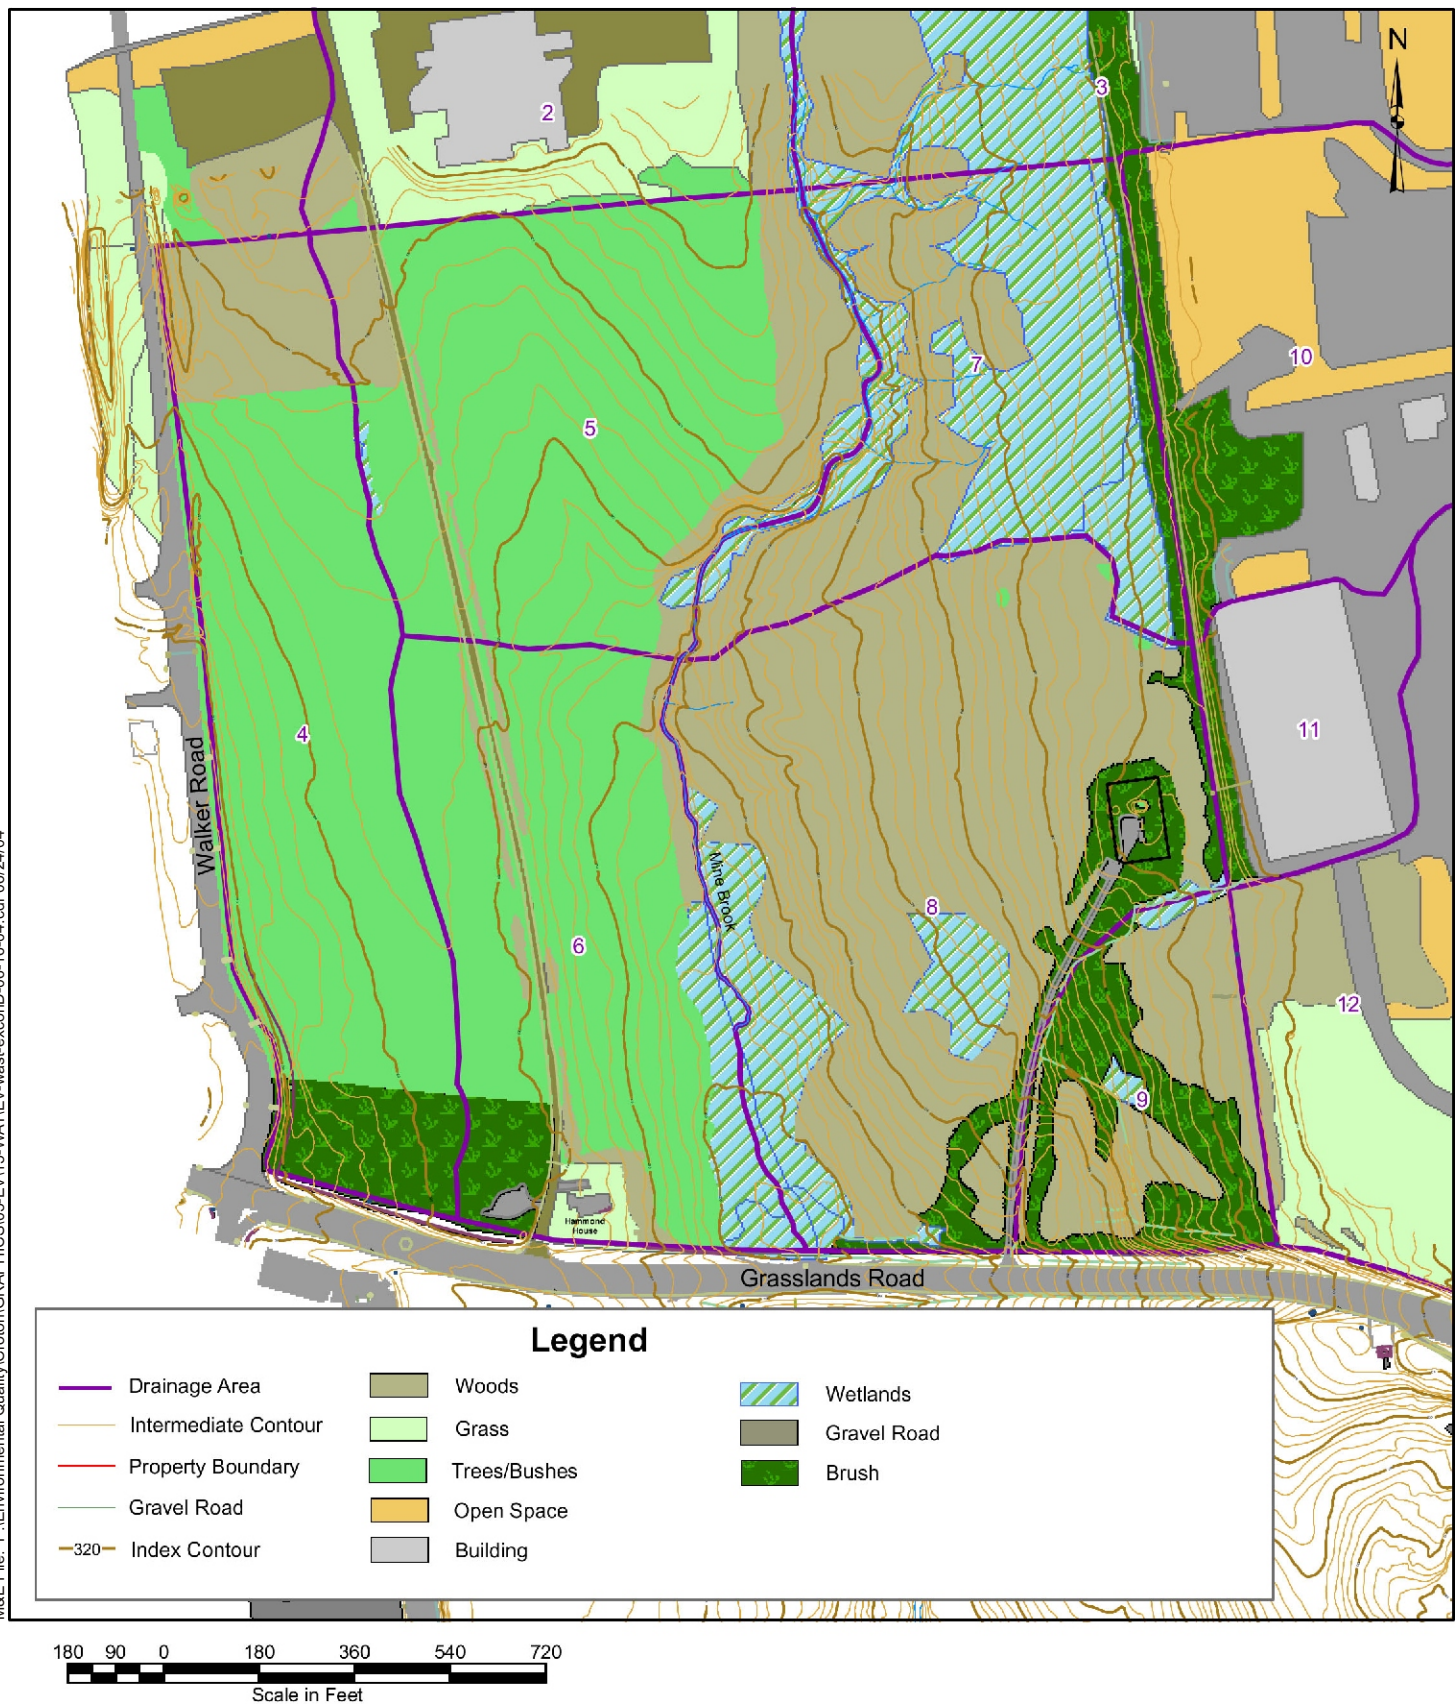 N
2
3
10
7
5
4
11
Walker Road
Mine Brook
8
6
12
9
Hammond
House
Grasslands Road
Legend
Drainage Area
Intermediate Contour
Property Boundary
Gravel Road
320
Index Contour
Woods
Grass
Trees/Bushes
Open Space
Building
Wetlands
Gravel Road
Brush
180 90 0 180 360 540 720
Scale in Feet